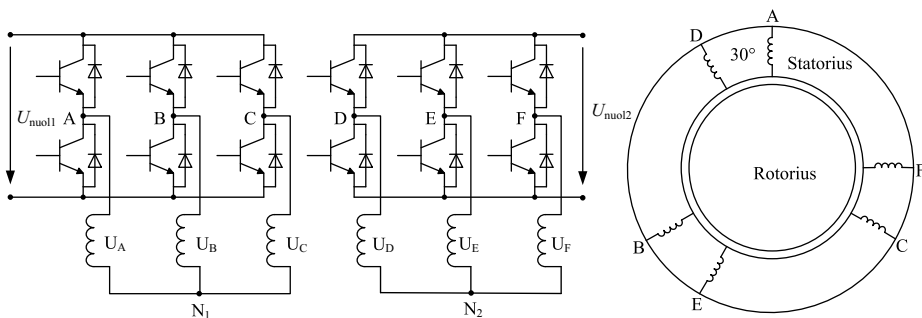 U_nuol1
A
B
C
D
E
F
U_nuol2
U_A
U_B
U_C
U_D
U_E
U_F
N_1
N_2
A
D
30°
Statorius
F
Rotorius
B
C
E